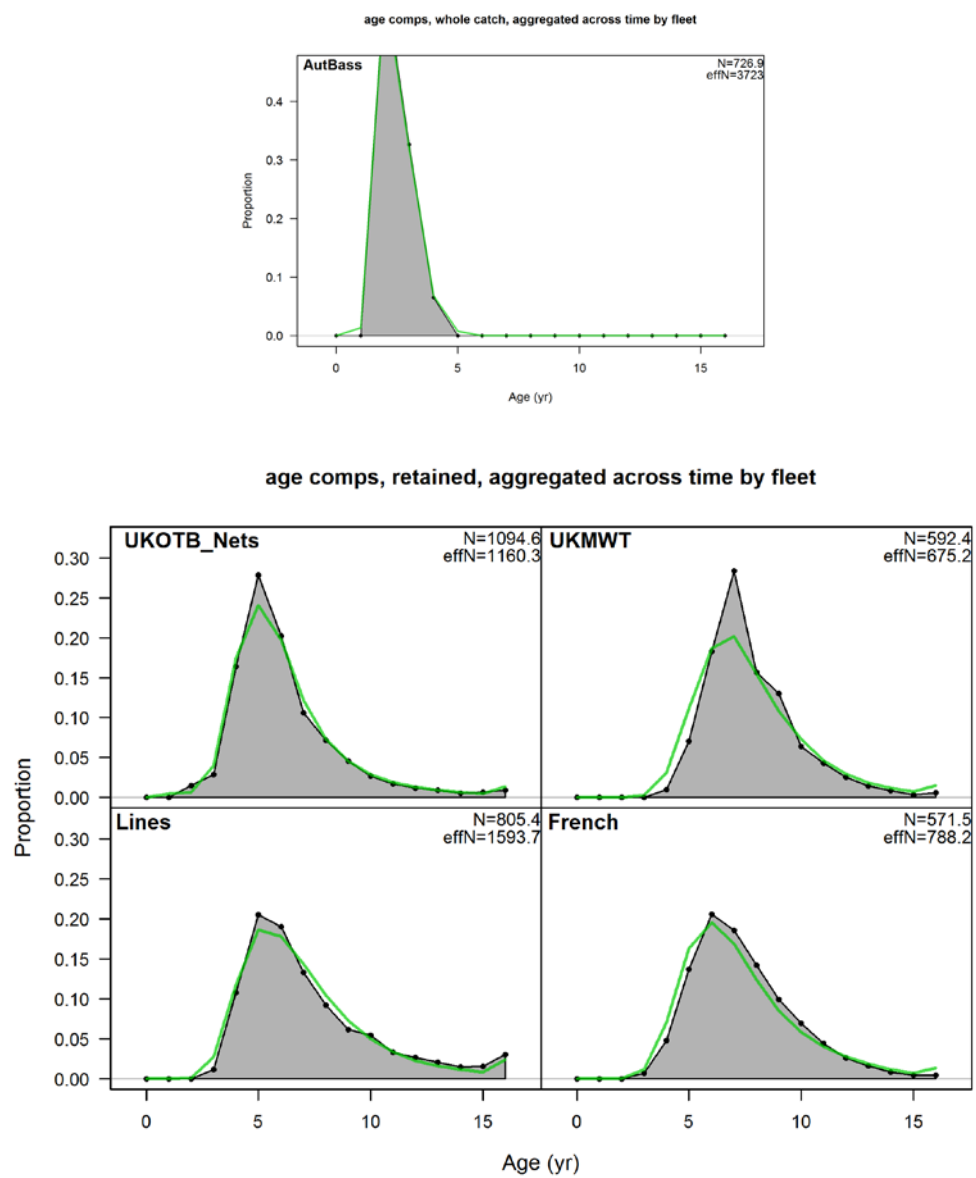 age comps, whole catch, aggregated across time by fleet
AutBass
N=726.9
effN=3723
0.4
0.3
0.2
0.1
0.0
Proportion
0 5 10 15
Age (yr)
age comps, retained, aggregated across time by fleet
UKOTB_Nets
N=1094.6
effN=1160.3
UKMWT
N=592.4
effN=675.2
0.30
0.25
0.20
0.15
0.10
0.05
0.00
Lines
N=805.4
effN=1593.7
French
N=571.5
effN=788.2
0.30
0.25
0.20
0.15
0.10
0.05
0.00
Proportion
0 5 10 15 0 5 10 15
Age (yr)